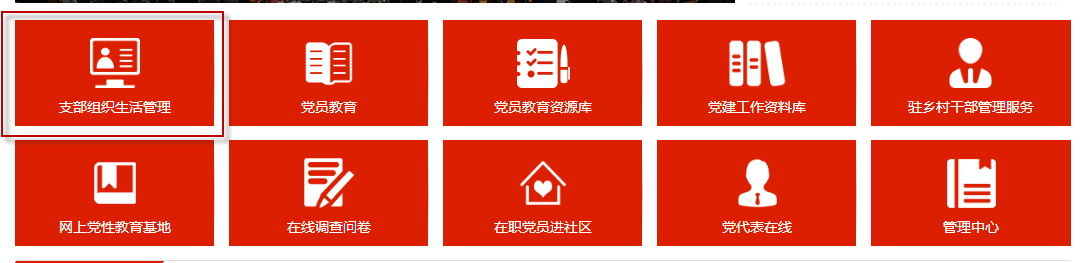 支部组织生活管理
党员教育
党员教育资源库
党建工作资料库
驻乡村干部管理服务
网上党性教育基地
在线调查问卷
在职党员进社区
党代表在线
管理中心